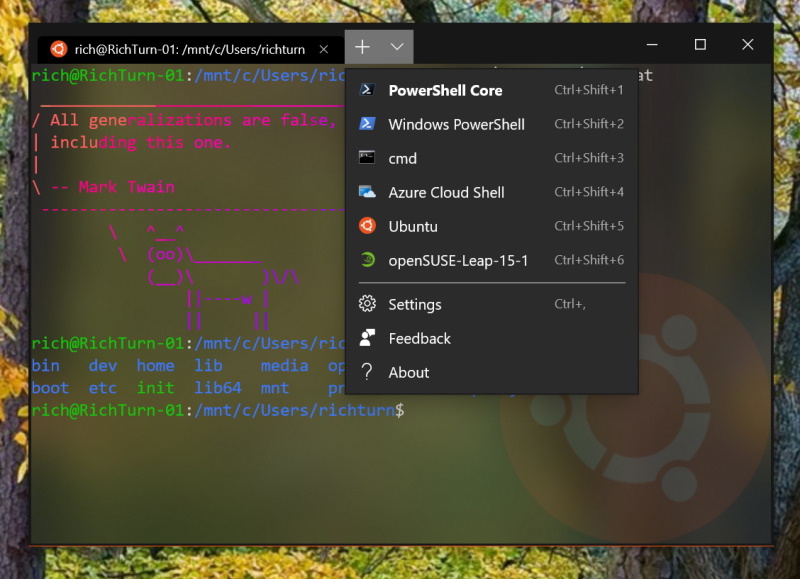 rich@RichTurn-01: /mnt/c/Users/richturn
rich@RichTurn-01:/mnt/c/Users/ric
at
/ All generalizations are false,
| including this one.
|
\ -- Mark Twain
---------------------------------
\   ^__^
\  (oo)\_______
(__)\       )\/\
||----w |
||     ||
rich@RichTurn-01:/mnt/c/Users/ric
bin dev home lib media op
boot etc init lib64 mnt pr
rich@RichTurn-01:/mnt/c/Users/richturn$
PowerShell Core Ctrl+Shift+1
Windows PowerShell Ctrl+Shift+2
cmd Ctrl+Shift+3
Azure Cloud Shell Ctrl+Shift+4
Ubuntu Ctrl+Shift+5
openSUSE-Leap-15-1 Ctrl+Shift+6
Settings Ctrl+,
Feedback
About